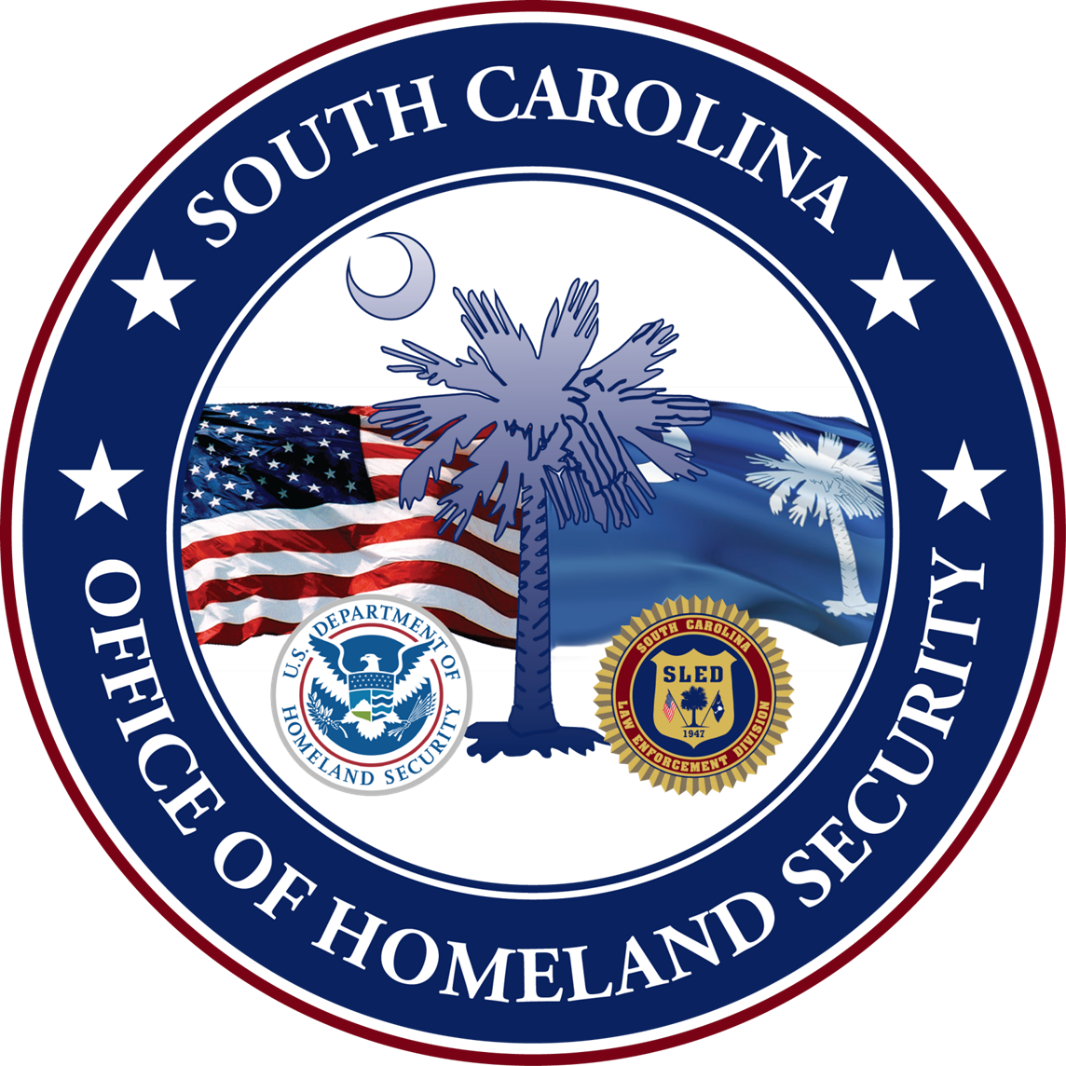 SOUTH CAROLINA
OFFICE OF HOMELAND SECURITY
U.S. DEPARTMENT OF
HOMELAND SECURITY
SOUTH CAROLINA
SLED
1947
LAW ENFORCEMENT DIVISION